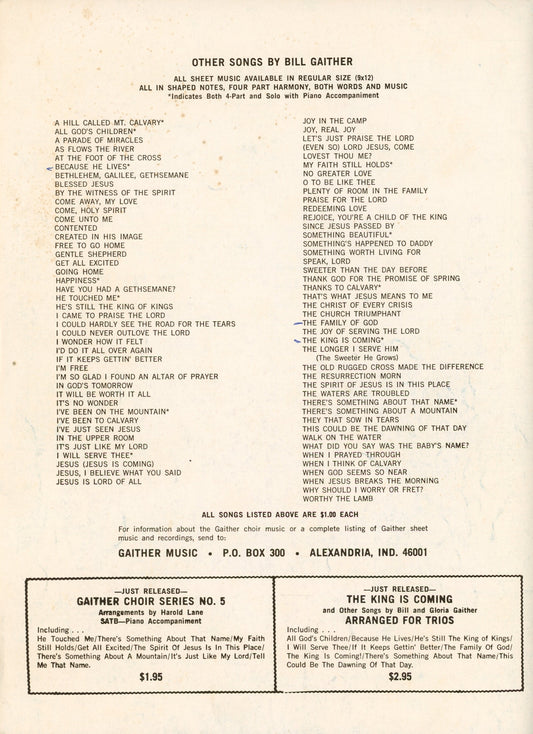 OTHER SONGS BY BILL GAITHER
ALL SHEET MUSIC AVAILABLE IN REGULAR SIZE (9x12)
ALL IN SHAPED NOTES, FOUR PART HARMONY, BOTH WORDS AND MUSIC
*Indicates Both 4-Part and Solo with Piano Accompaniment
A HILL CALLED MT. CALVARY*
ALL GOD'S CHILDREN*
A PARADE OF MIRACLES
AS FLOWS THE RIVER
AT THE FOOT OF THE CROSS
BECAUSE HE LIVES*
BETHLEHEM, GALILEE, GETHSEMANE
BLESSED JESUS
BY THE WITNESS OF THE SPIRIT
COME AWAY, MY LOVE
COME, HOLY SPIRIT
COME UNTO ME
CONTENTED
CREATED IN HIS IMAGE
FREE TO GO HOME
GENTLE SHEPHERD
GET ALL EXCITED
GOING HOME
HAPPINESS*
HAVE YOU HAD A GETHSEMANE?
HE TOUCHED ME*
HE'S STILL THE KING OF KINGS
I CAME TO PRAISE THE LORD
I COULD HARDLY SEE THE ROAD FOR THE TEARS
I COULD NEVER OUTLOVE THE LORD
I WONDER HOW IT FELT
I'D DO IT ALL OVER AGAIN
IF IT KEEPS GETTIN' BETTER
I'M FREE
I'M SO GLAD I FOUND AN ALTAR OF PRAYER
IN GOD'S TOMORROW
IT WILL BE WORTH IT ALL
IT'S NO WONDER
I'VE BEEN ON THE MOUNTAIN*
I'VE BEEN TO CALVARY
I'VE JUST SEEN JESUS
IN THE UPPER ROOM
IT'S JUST LIKE MY LORD
I WILL SERVE THEE*
JESUS (JESUS IS COMING)
JESUS, I BELIEVE WHAT YOU SAID
JESUS IS LORD OF ALL
JOY IN THE CAMP
JOY, REAL JOY
LET'S JUST PRAISE THE LORD
(EVEN SO) LORD JESUS, COME
LOVEST THOU ME?
MY FAITH STILL HOLDS*
NO GREATER LOVE
O TO BE LIKE THEE
PLENTY OF ROOM IN THE FAMILY
PRAISE FOR THE LORD
REDEEMING LOVE
REJOICE, YOU'RE A CHILD OF THE KING
SINCE JESUS PASSED BY
SOMETHING BEAUTIFUL*
SOMETHING'S HAPPENED TO DADDY
SOMETHING WORTH LIVING FOR
SPEAK, LORD
SWEETER THAN THE DAY BEFORE
THANK GOD FOR THE PROMISE OF SPRING
THANKS TO CALVARY*
THAT'S WHAT JESUS MEANS TO ME
THE CHRIST OF EVERY CRISIS
THE CHURCH TRIUMPHANT
THE FAMILY OF GOD
THE JOY OF SERVING THE LORD
THE KING IS COMING*
THE LONGER I SERVE HIM
(The Sweeter He Grows)
THE OLD RUGGED CROSS MADE THE DIFFERENCE
THE RESURRECTION MORN
THE SPIRIT OF JESUS IS IN THIS PLACE
THE WATERS ARE TROUBLED
THERE'S SOMETHING ABOUT THAT NAME*
THERE'S SOMETHING ABOUT A MOUNTAIN
THEY THAT SOW IN TEARS
THIS COULD BE THE DAWNING OF THAT DAY
WALK ON THE WATER
WHAT DID YOU SAY WAS THE BABY'S NAME?
WHEN I PRAYED THROUGH
WHEN I THINK OF CALVARY
WHEN GOD SEEMS SO NEAR
WHEN JESUS BREAKS THE MORNING
WHY SHOULD I WORRY OR FRET?
WORTHY THE LAMB
ALL SONGS LISTED ABOVE ARE $1.00 EACH
For information about the Gaither choir music or a complete listing of Gaither sheet
music and recordings, send to:
GAITHER MUSIC • P.O. BOX 300 • ALEXANDRIA, IND. 46001
—JUST RELEASED—
GAITHER CHOIR SERIES NO. 5
Arrangements by Harold Lane
SATB—Piano Accompaniment
Including . . .
He Touched Me/There's Something About That Name/My Faith
Still Holds/Get All Excited/The Spirit Of Jesus Is In This Place/
There's Something About A Mountain/It's Just Like My Lord/Tell
Me That Name.
$1.95
—JUST RELEASED—
THE KING IS COMING
and Other Songs by Bill and Gloria Gaither
ARRANGED FOR TRIOS
Including . . .
All God's Children/Because He Lives/He's Still The King of Kings/
I Will Serve Thee/If It Keeps Gettin' Better/The Family Of God/
The King Is Coming!/There's Something About That Name/This
Could Be The Dawning Of That Day.
$2.95